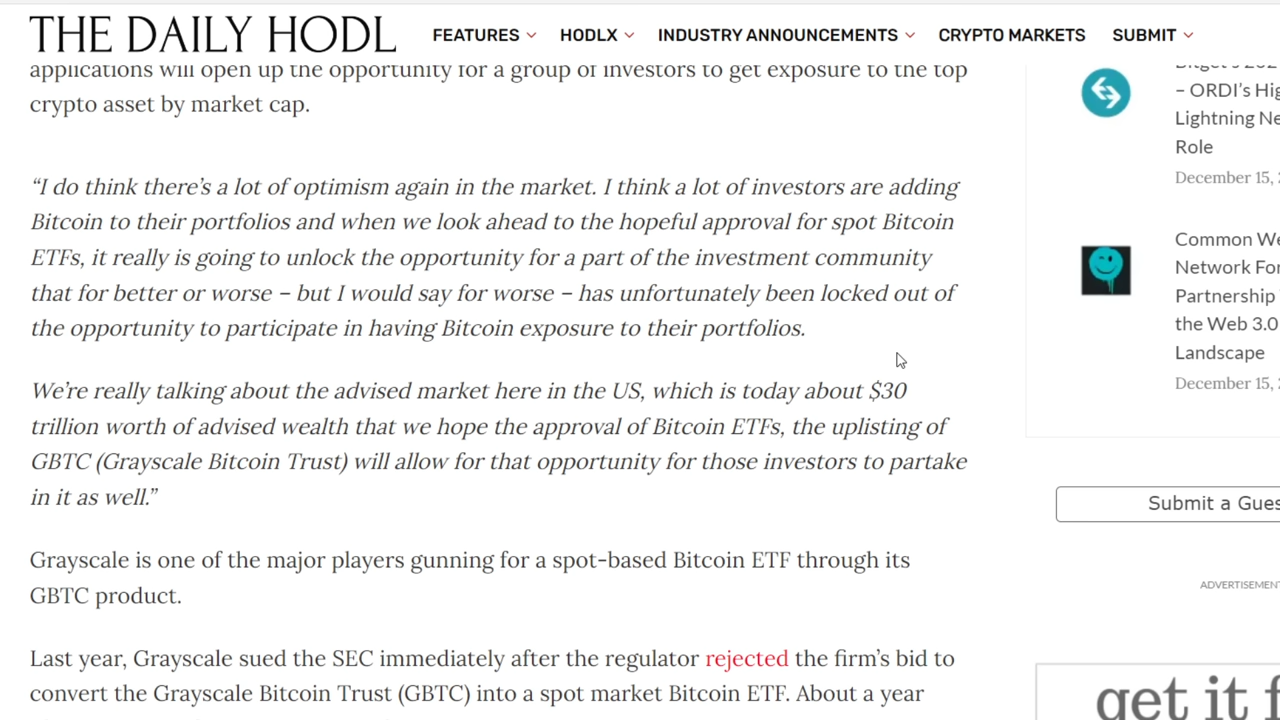 THE DAILY HODL
FEATURES
HODLX
INDUSTRY ANNOUNCEMENTS
CRYPTO MARKETS
SUBMIT
applications will open up the opportunity for a group of investors to get exposure to the top
crypto asset by market cap.
“I do think there’s a lot of optimism again in the market. I think a lot of investors are adding
Bitcoin to their portfolios and when we look ahead to the hopeful approval for spot Bitcoin
ETFs, it really is going to unlock the opportunity for a part of the investment community
that for better or worse – but I would say for worse – has unfortunately been locked out of
the opportunity to participate in having Bitcoin exposure to their portfolios.
We’re really talking about the advised market here in the US, which is today about $30
trillion worth of advised wealth that we hope the approval of Bitcoin ETFs, the uplisting of
GBTC (Grayscale Bitcoin Trust) will allow for that opportunity for those investors to partake
in it as well.”
Grayscale is one of the major players gunning for a spot-based Bitcoin ETF through its
GBTC product.
Last year, Grayscale sued the SEC immediately after the regulator rejected the firm’s bid to
convert the Grayscale Bitcoin Trust (GBTC) into a spot market Bitcoin ETF. About a year
– ORDI’s Hig
Lightning Ne
Role
December 15,
Common We
Network For
Partnership
the Web 3.0
Landscape
December 15,
Submit a Gues
ADVERTISEMENT
get it f